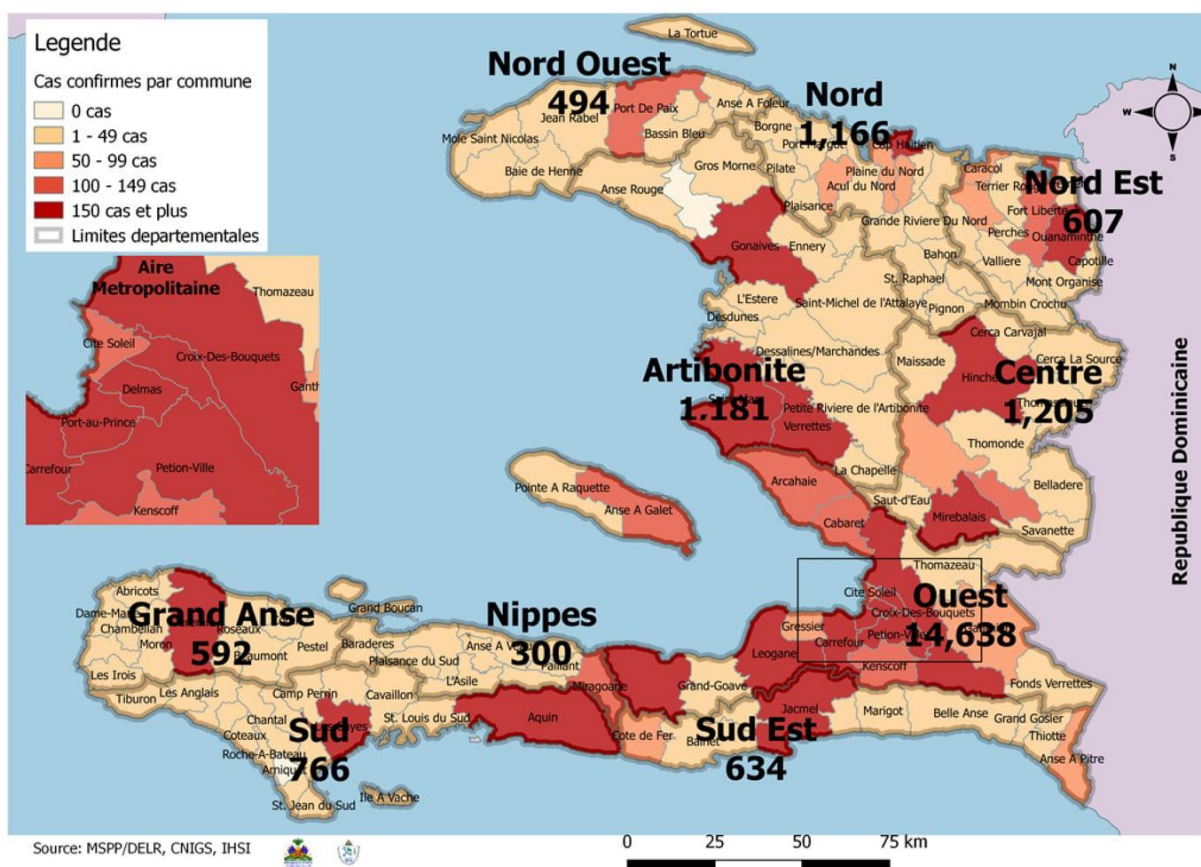 Legende
Cas confirmes par commune
0 cas
1 - 49 cas
50 - 99 cas
100 - 149 cas
150 cas et plus
Limites departementales
Aire
Metropolitaine
Thomazeau
Cite Soleil
Croix-Des-Bouquets
Delmas
Port-au-Prince
Carrefour
Petion-Ville
Kenscoff
La Tortue
Nord Ouest
494
Port De Paix
Jean Rabel
Mole Saint Nicolas
Bassin Bleu
Baie de Henne
Anse A Foleur
Nord
1,166
Borgne
Cap Haitien
Pilate
Plaine du Nord
Acul du Nord
Plaisance
Grande Riviere Du Nord
Bahon
St. Raphael
Pignon
N
W
E
S
Nord Est
607
Caracol
Fort Liberte
Perches
Ouanaminthe
Capotille
Valliere
Mont Organise
Mombin Crochu
Gros Morne
Anse Rouge
Gonaives
Ennery
L'Estere
Saint-Michel de l'Attalaye
Desdunes
Dessalines/Marchandes
Artibonite
1.181
Petite Riviere de l'Artibonite
Verrettes
La Chapelle
Cerca Carvajal
Maissade
Cerca La Source
Centre
1,205
Thomonde
Belladere
Saut-d'Eau
Mirebalais
Savanette
Republique Dominicaine
Arcahaie
Cabaret
Pointe A Raquette
Anse A Galet
Thomazeau
Ouest
14,638
Cite Soleil
Croix-Des-Bouquets
Gressier
Carrefour
Petion-Ville
Leogane
Kenscoff
Grand-Goave
Fonds Verrettes
Abricots
Grand Anse
592
Chambellan
Moron
Roseaux
Beaumont
Pestel
Les Irois
Grand Boucan
Nippes
300
Baraderes
Plaisance du Sud
L'Asile
Paillant
Miragoane
Tiburon
Les Anglais
Camp Perrin
Cavaillon
St. Louis du Sud
Aquin
Chantal
Coteaux
Sud
766
Roche-A-Bateau
Arniquet
St. Jean du Sud
Ile A Vache
Cote de Fer
Bainet
Jacmel
Sud Est
634
Marigot
Belle Anse
Grand Gosier
Thiotte
Anse A Pitre
Source: MSPP/DELR, CNIGS, IHSI
0 25 50 75 km